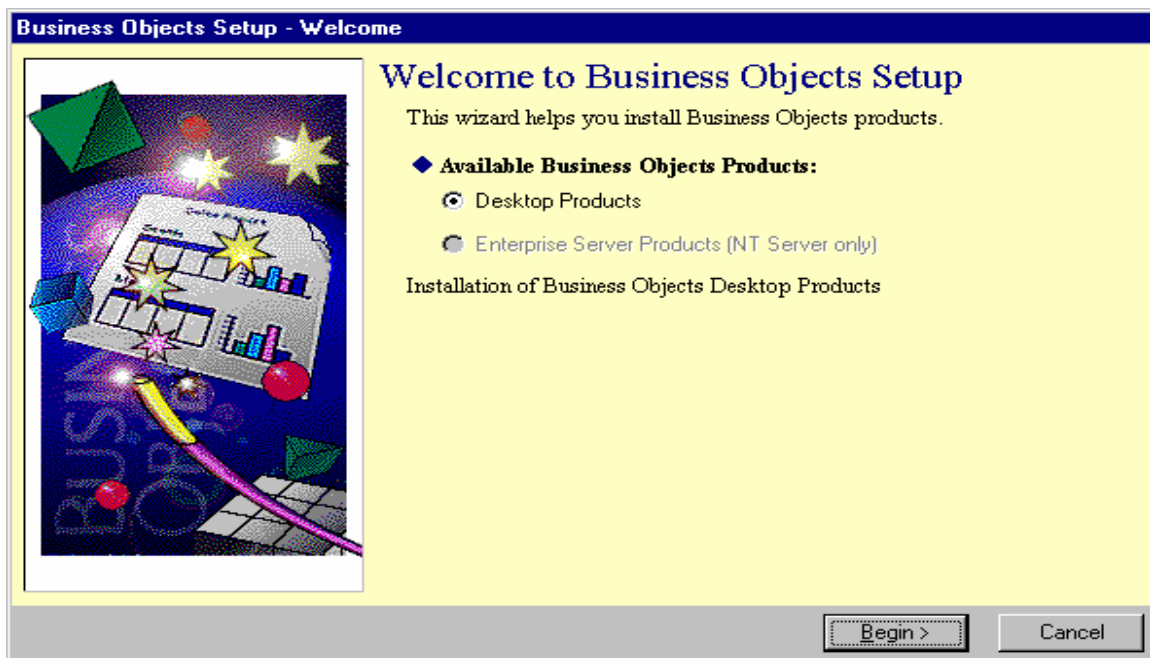 Business Objects Setup - Welcome
Welcome to Business Objects Setup
This wizard helps you install Business Objects products.
Available Business Objects Products:
Desktop Products
Enterprise Server Products (NT Server only)
Installation of Business Objects Desktop Products
BUSIN
Begin >
Cancel